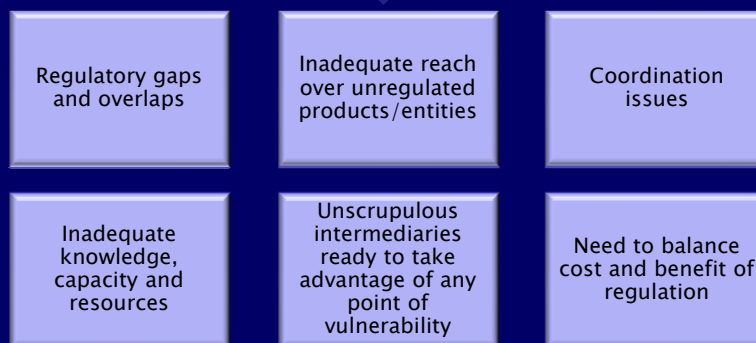 Regulatory gaps
and overlaps
Inadequate reach
over unregulated
products/entities
Coordination
issues
Inadequate
knowledge,
capacity and
resources
Unscrupulous
intermediaries
ready to take
advantage of any
point of
vulnerability
Need to balance
cost and benefit of
regulation